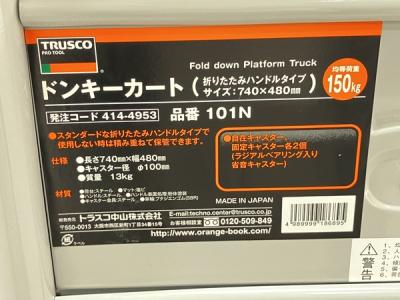 TRUSCO
PRO TOOL
Fold down Platform Truck
ドンキーカート
(折りたたみハンドルタイプ
サイズ:740×480mm)
均等荷重
150kg
発注コード 414-4953
品番 101N
●スタンダードな折りたたみハンドルタイプで
使用しない時は積み重ねて保管できます。
●自在キャスター、
固定キャスター各2個
(ラジアルベアリング入り
省音キャスター)
仕様
●長さ740mm×幅480mm
●キャスター径 φ100mm
●質量 13kg
材質
MADE IN JAPAN
トラスコ中山株式会社
〒550-0013
E-mail:techno.center@trusco.co.jp
0120-509-849
http://www.orange-book.com/
4989999186895
警告